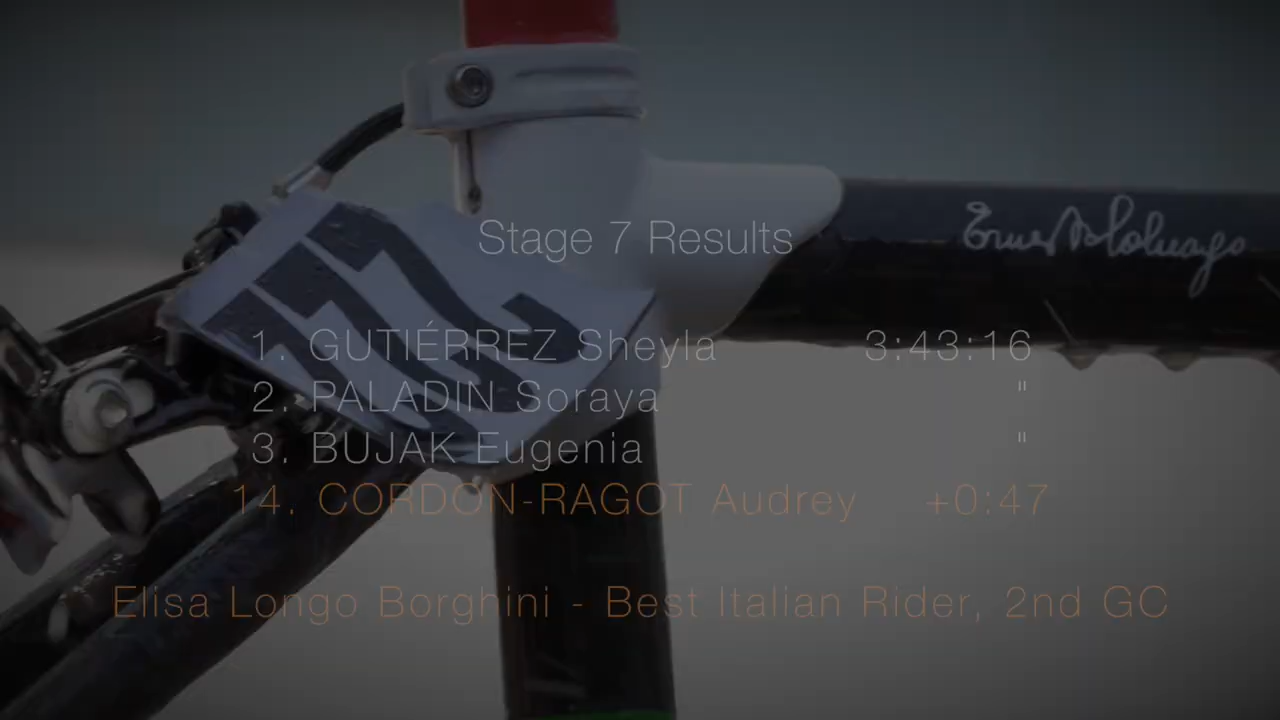 Stage 7 Results
1. GUTIÉRREZ Sheyla 3:43:16
2. PALADIN Soraya "
3. BUJAK Eugenia "
14. CORDON-RAGOT Audrey +0:47
Elisa Longo Borghini - Best Italian Rider, 2nd GC
172